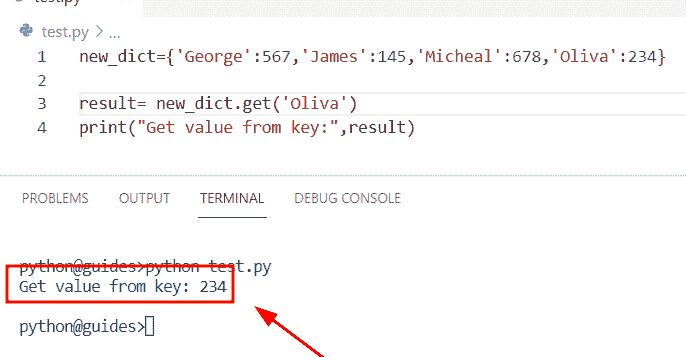 test.py
test.py > ...
1 new_dict={'George':567,'James':145,'Micheal':678,'Oliva':234}
2
3 result= new_dict.get('Oliva')
4 print("Get value from key:",result)
PROBLEMS OUTPUT TERMINAL DEBUG CONSOLE
python@guides>python test.py
Get value from key: 234
python@guides>